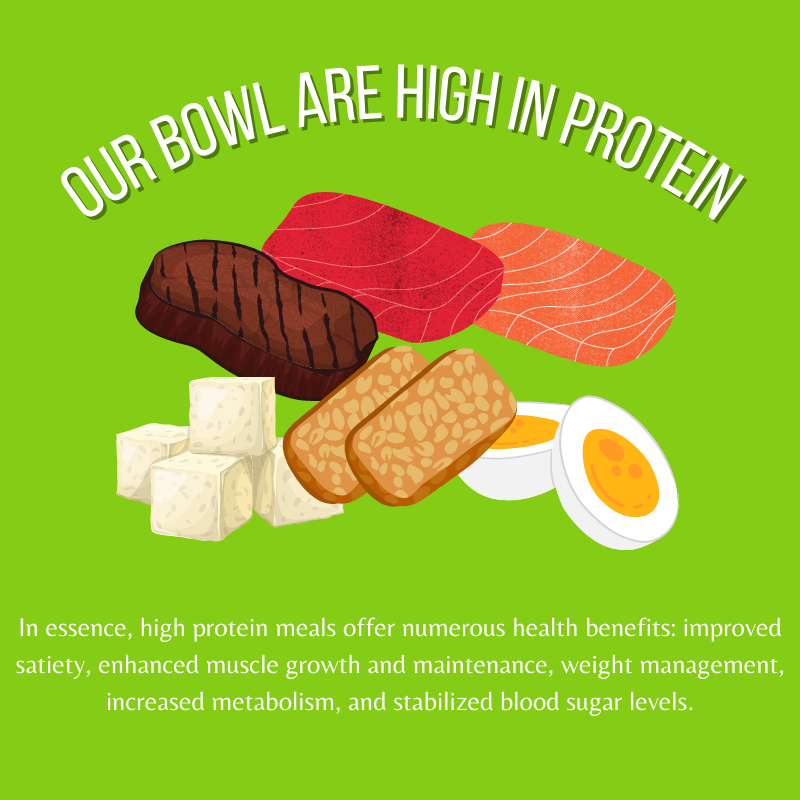 OUR BOWL ARE HIGH IN PROTEIN
In essence, high protein meals offer numerous health benefits: improved
satiety, enhanced muscle growth and maintenance, weight management,
increased metabolism, and stabilized blood sugar levels.